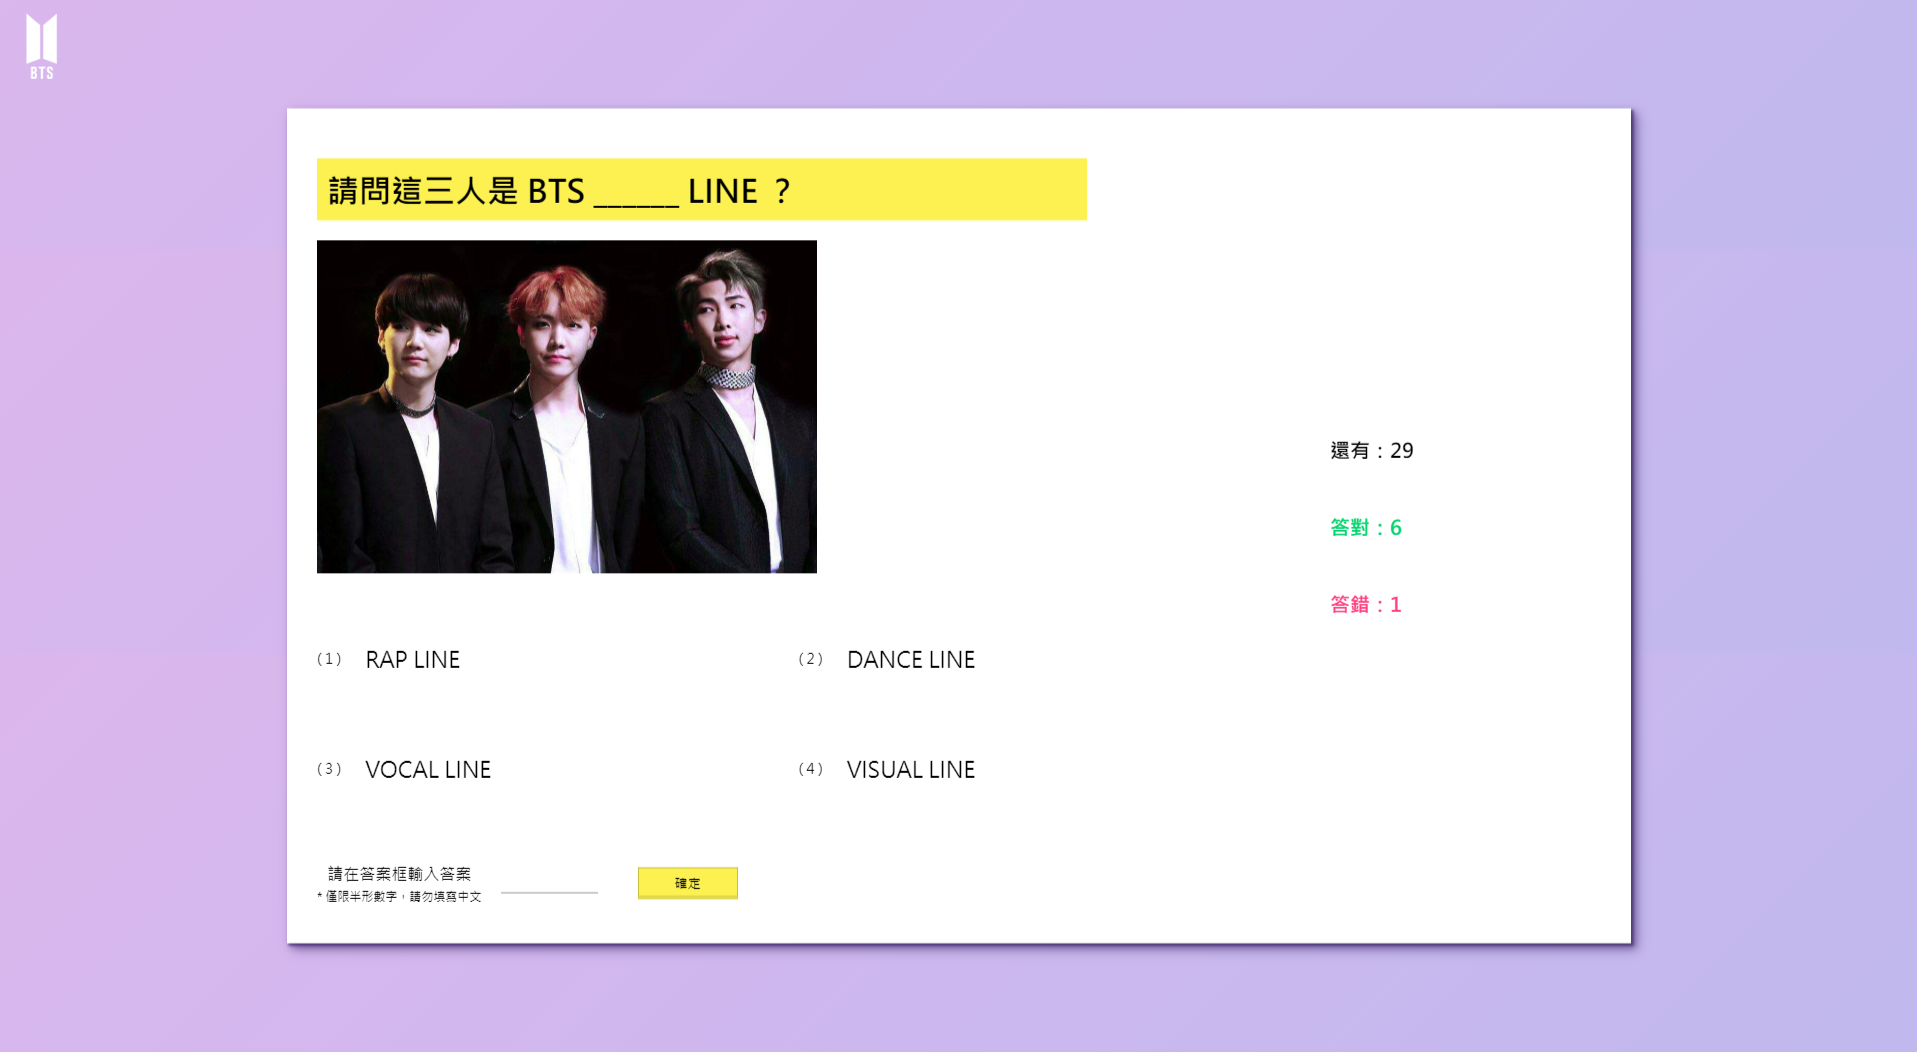 BTS
請問這三人是 BTS ______ LINE ？
還有：29
答對：6
答錯：1
(1) RAP LINE
(2) DANCE LINE
(3) VOCAL LINE
(4) VISUAL LINE
請在答案框輸入答案
* 僅限半形數字，請勿填寫中文
確定